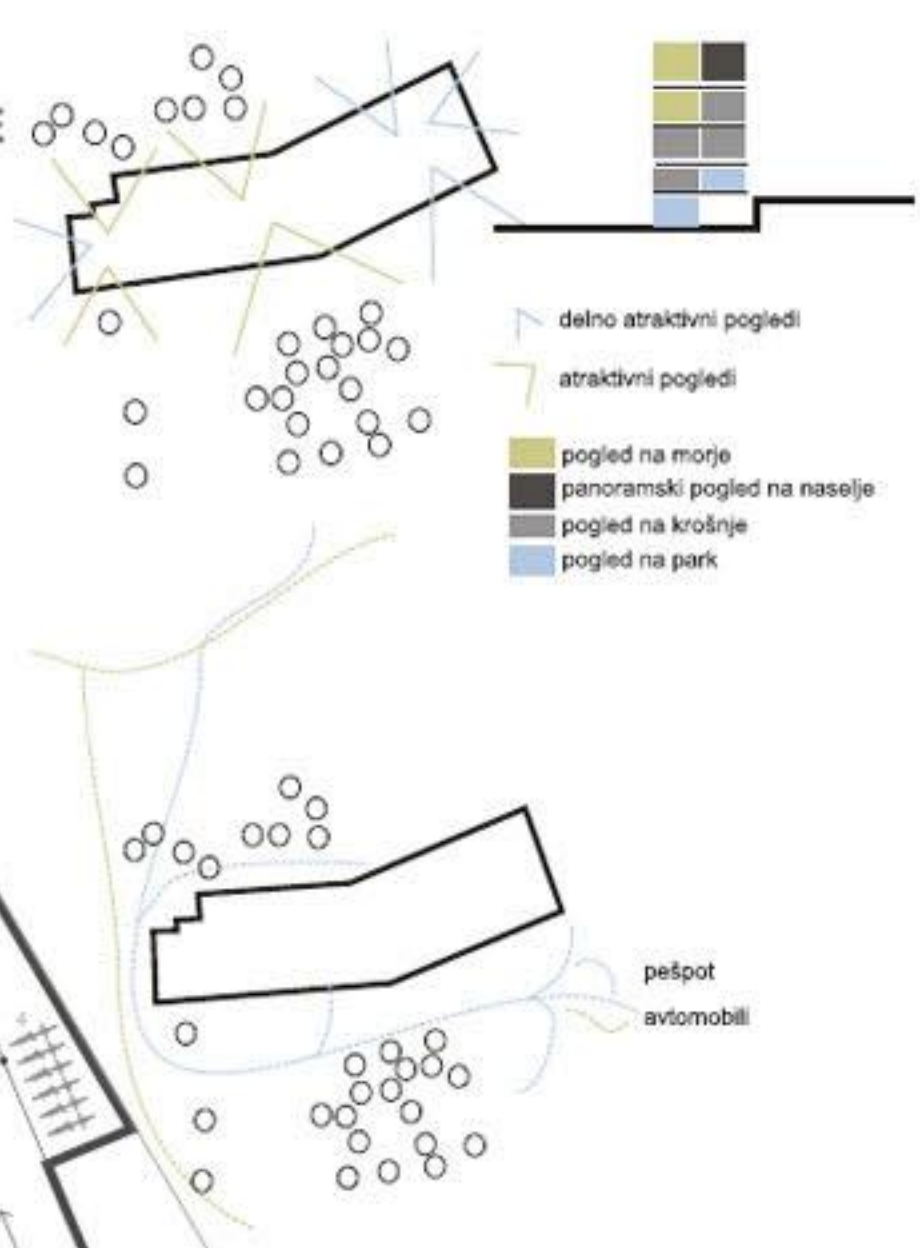 delno atraktivni pogledi
atraktivni pogledi
pogled na morje
panoramski pogled na naselje
pogled na krošnje
pogled na park
pešpot
avtomobili